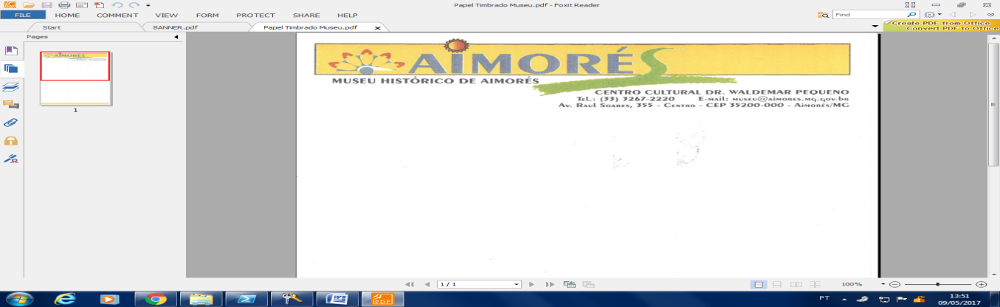 Papel Timbrado Museu.pdf - Foxit Reader
FILE HOME COMMENT VIEW FORM PROTECT SHARE HELP
Find
Start BANNER.pdf Papel Timbrado Museu.pdf
Create PDF from Office
Convert PDF to Office
Pages
AIMORÉS
1
AIMORÉS
MUSEU HISTÓRICO DE AIMORÉS
CENTRO CULTURAL DR. WALDEMAR PEQUENO
Tel.: (33) 3267-2220 E-mail: museu@aimores.mg.gov.br
Av. Raul Soares, 355 - Centro - CEP 35200-000 - Aimorés/MG
1 / 1
100%
PDF
PT
13:51
09/05/2017